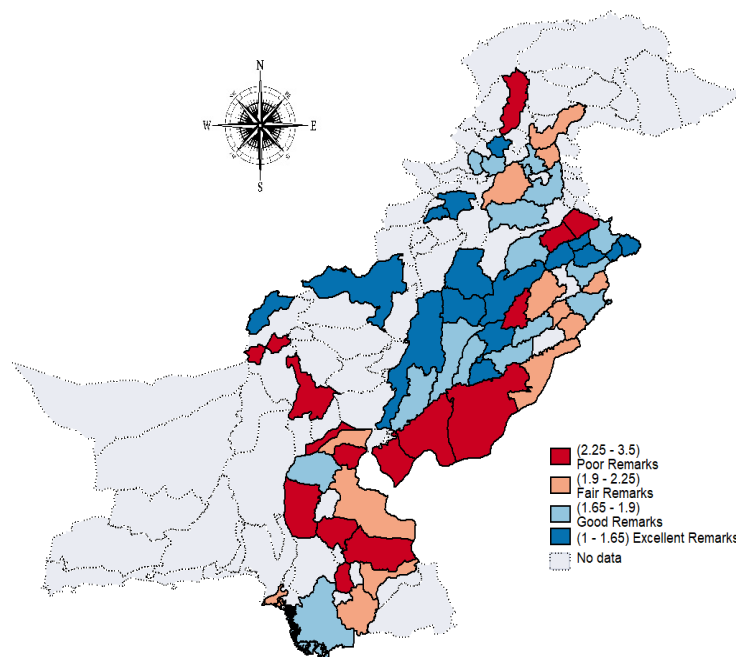 N
W
E
S
(2.25 - 3.5)
Poor Remarks
(1.9 - 2.25)
Fair Remarks
(1.65 - 1.9)
Good Remarks
(1 - 1.65) Excellent Remarks
No data